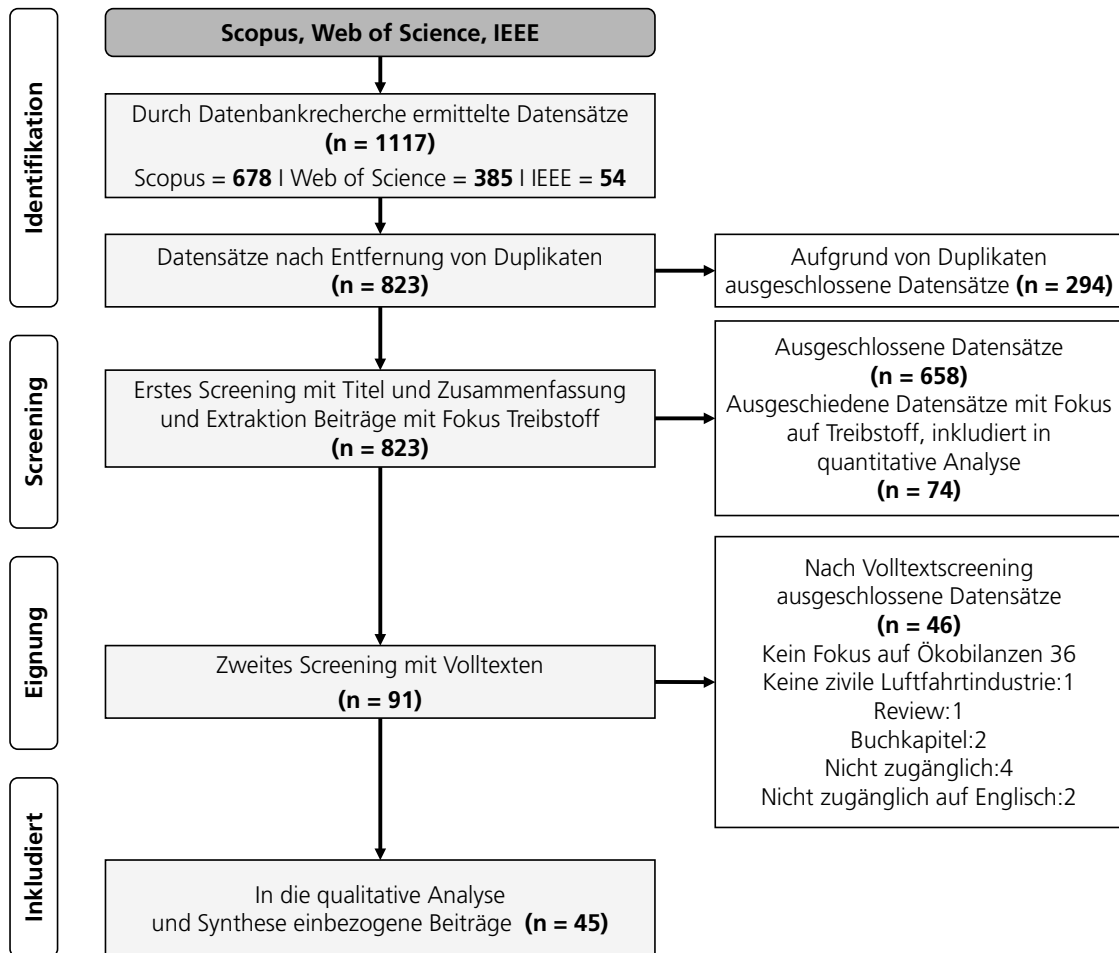 Scopus, Web of Science, IEEE
Identifikation
Durch Datenbankrecherche ermittelte Datensätze
(n = 1117)
Scopus = 678 I Web of Science = 385 I IEEE = 54
Datensätze nach Entfernung von Duplikaten
(n = 823)
Aufgrund von Duplikaten
ausgeschlossene Datensätze (n = 294)
Screening
Erstes Screening mit Titel und Zusammenfassung
und Extraktion Beiträge mit Fokus Treibstoff
(n = 823)
Ausgeschlossene Datensätze
(n = 658)
Ausgeschiedene Datensätze mit Fokus
auf Treibstoff, inkludiert in
quantitative Analyse
(n = 74)
Eignung
Zweites Screening mit Volltexten
(n = 91)
Nach Volltextscreening
ausgeschlossene Datensätze
(n = 46)
Kein Fokus auf Ökobilanzen 36
Keine zivile Luftfahrtindustrie:1
Review:1
Buchkapitel:2
Nicht zugänglich:4
Nicht zugänglich auf Englisch:2
Inkludiert
In die qualitative Analyse
und Synthese einbezogene Beiträge (n = 45)